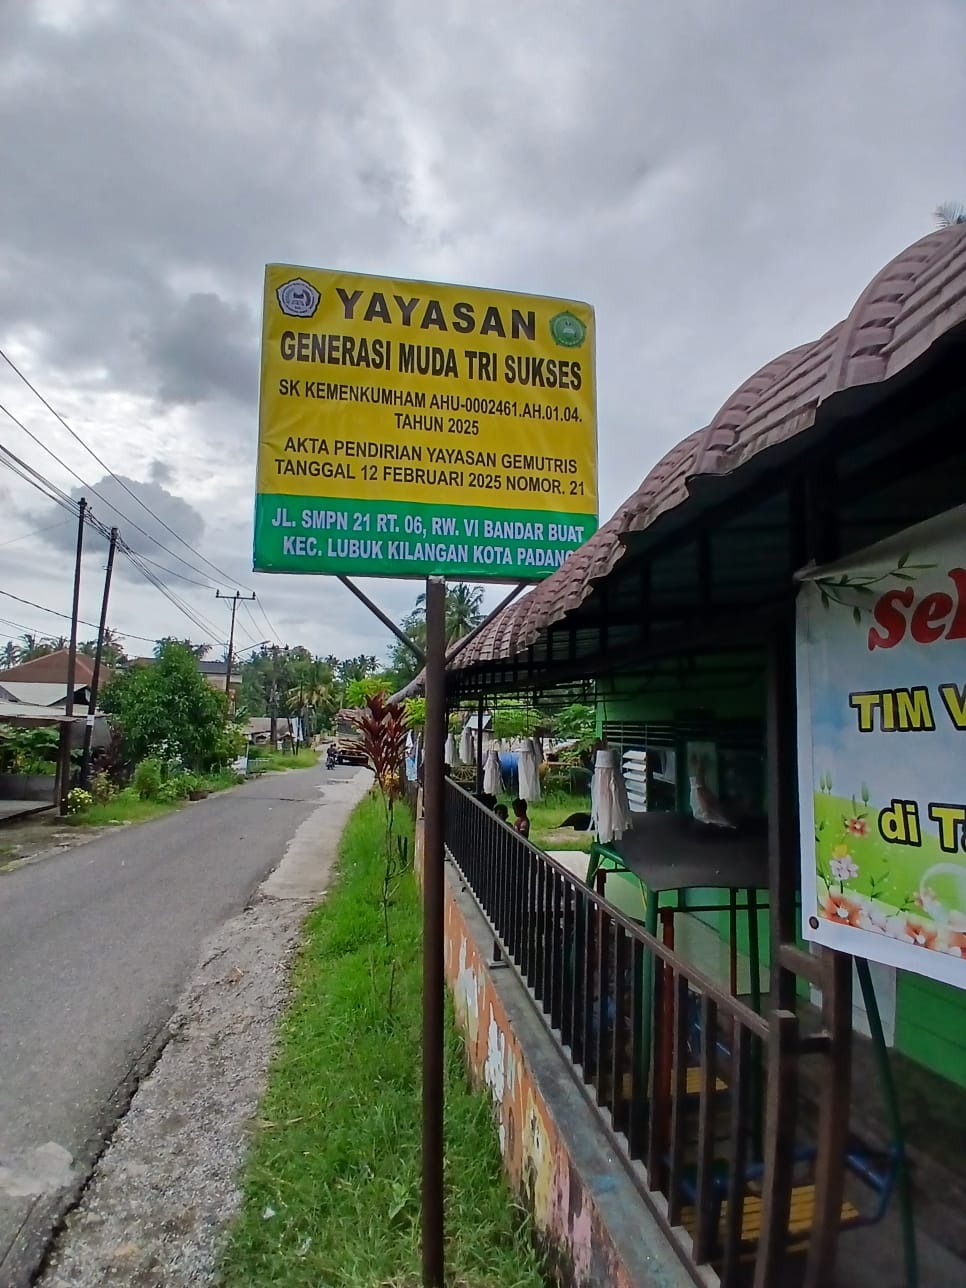 YAYASAN
GENERASI MUDA TRI SUKSES
SK KEMENKUMHAM AHU-0002461.AH.01.04.
TAHUN 2025
AKTA PENDIRIAN YAYASAN GEMUTRIS
TANGGAL 12 FEBRUARI 2025 NOMOR. 21
JL. SMPN 21 RT. 06, RW. VI BANDAR BUAT
KEC. LUBUK KILANGAN KOTA PADANG
Sel
TIM V
di Ta